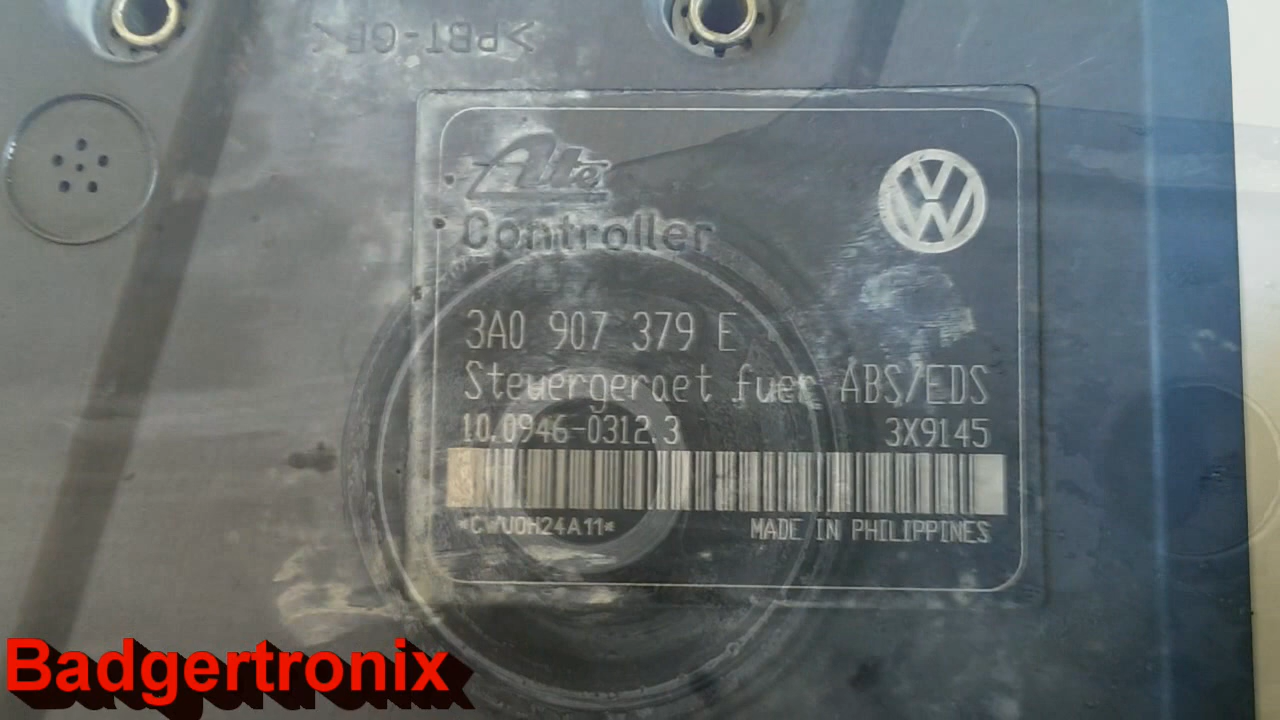 >PBT-GF<
Ate
Controller
3A0 907 379 E
Steuergeraet fuer ABS/EDS
10.0946-0312.3 3X9145
*CWU0H24A11*
MADE IN PHILIPPINES
Badgertronix